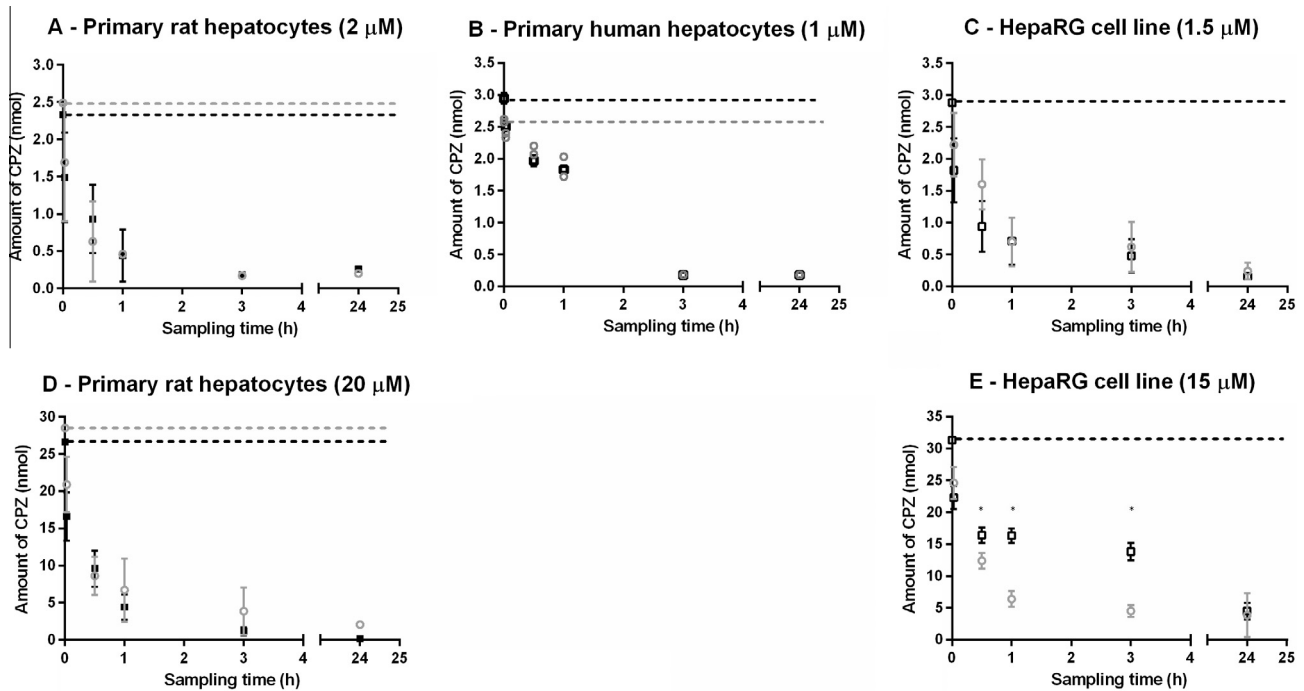 A - Primary rat hepatocytes (2 μM)
Amount of CPZ (nmol)
3.0
2.5
2.0
1.5
1.0
0.5
0.0
0 1 2 3 4 24 25
Sampling time (h)
B - Primary human hepatocytes (1 μM)
Amount of CPZ (nmol)
3.5
3.0
2.5
2.0
1.5
1.0
0.5
0.0
0 1 2 3 4 24 25
Sampling time (h)
C - HepaRG cell line (1.5 μM)
Amount of CPZ (nmol)
3.5
3.0
2.5
2.0
1.5
1.0
0.5
0.0
0 1 2 3 4 24 25
Sampling time (h)
D - Primary rat hepatocytes (20 μM)
Amount of CPZ (nmol)
30
25
20
15
10
5
0
0 1 2 3 4 24 25
Sampling time (h)
E - HepaRG cell line (15 μM)
Amount of CPZ (nmol)
35
30
25
20
15
10
5
0
* * *
0 1 2 3 4 24 25
Sampling time (h)